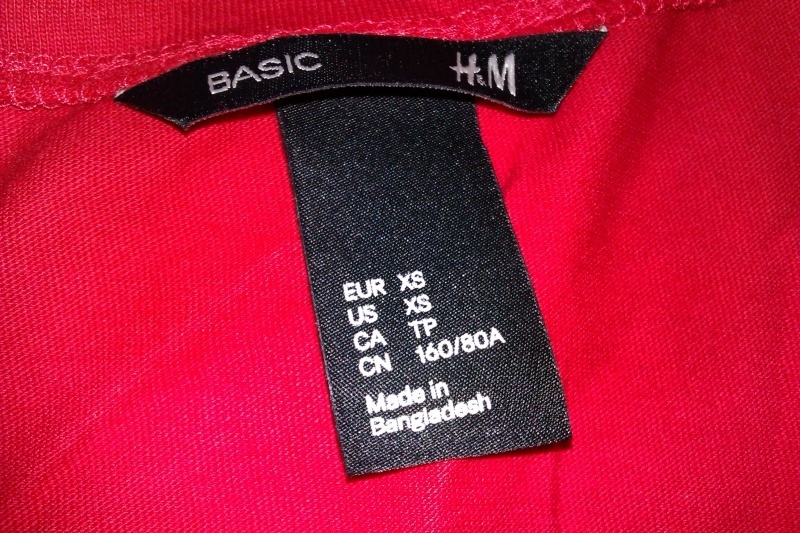 BASIC H&M
EUR XS
US XS
CA TP
CN 160/80A
Made in
Bangladesh